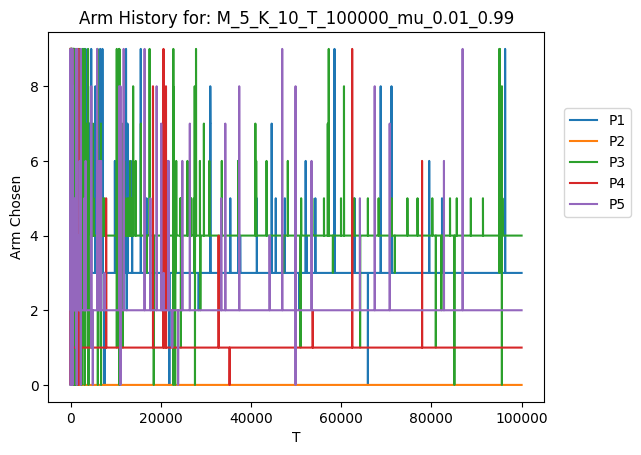 Arm History for: M_5_K_10_T_100000_mu_0.01_0.99
8
6
4
2
0
Arm Chosen
0 20000 40000 60000 80000 100000
T
P1
P2
P3
P4
P5